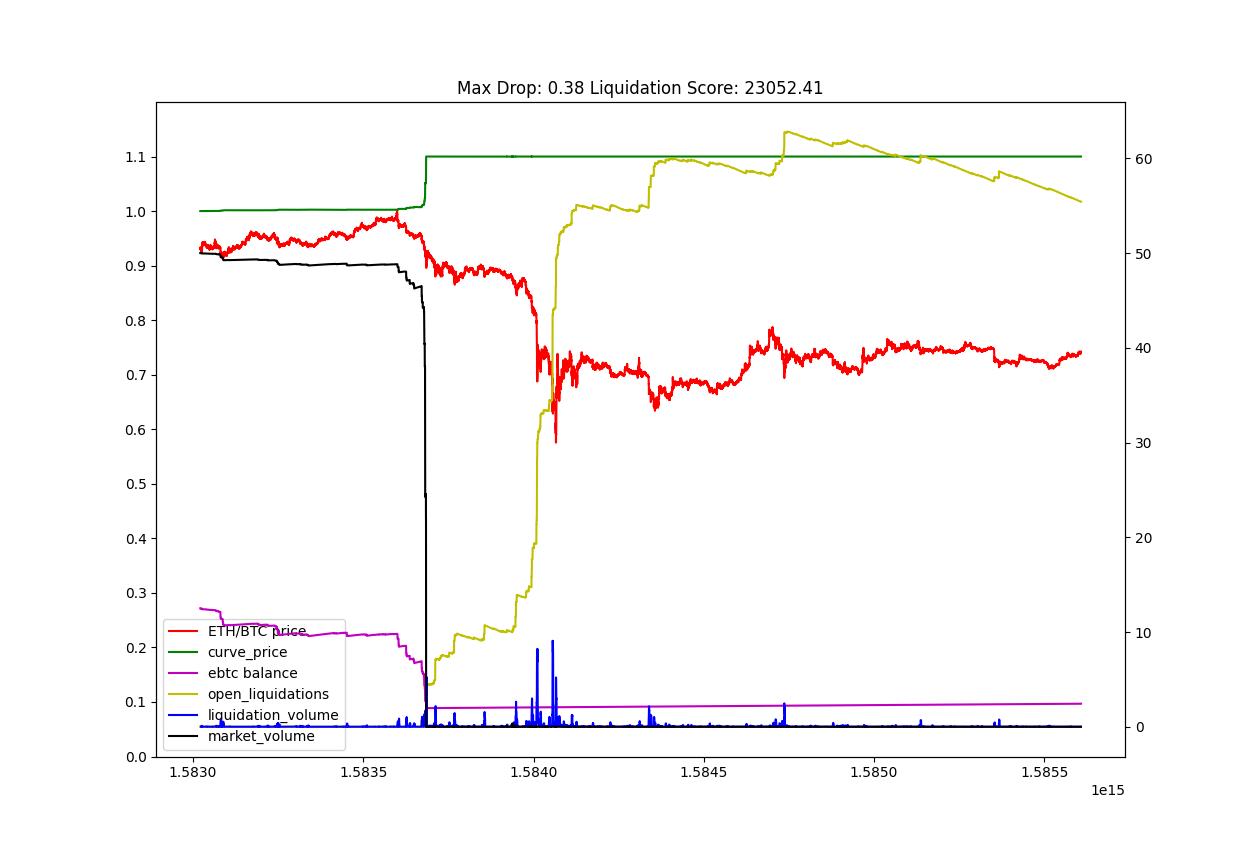 Max Drop: 0.38 Liquidation Score: 23052.41
1.1
1.0
0.9
0.8
0.7
0.6
0.5
0.4
0.3
0.2
0.1
0.0
60
50
40
30
20
10
0
ETH/BTC price
curve_price
ebtc balance
open_liquidations
liquidation_volume
market_volume
1.5830 1.5835 1.5840 1.5845 1.5850 1.5855
1e15